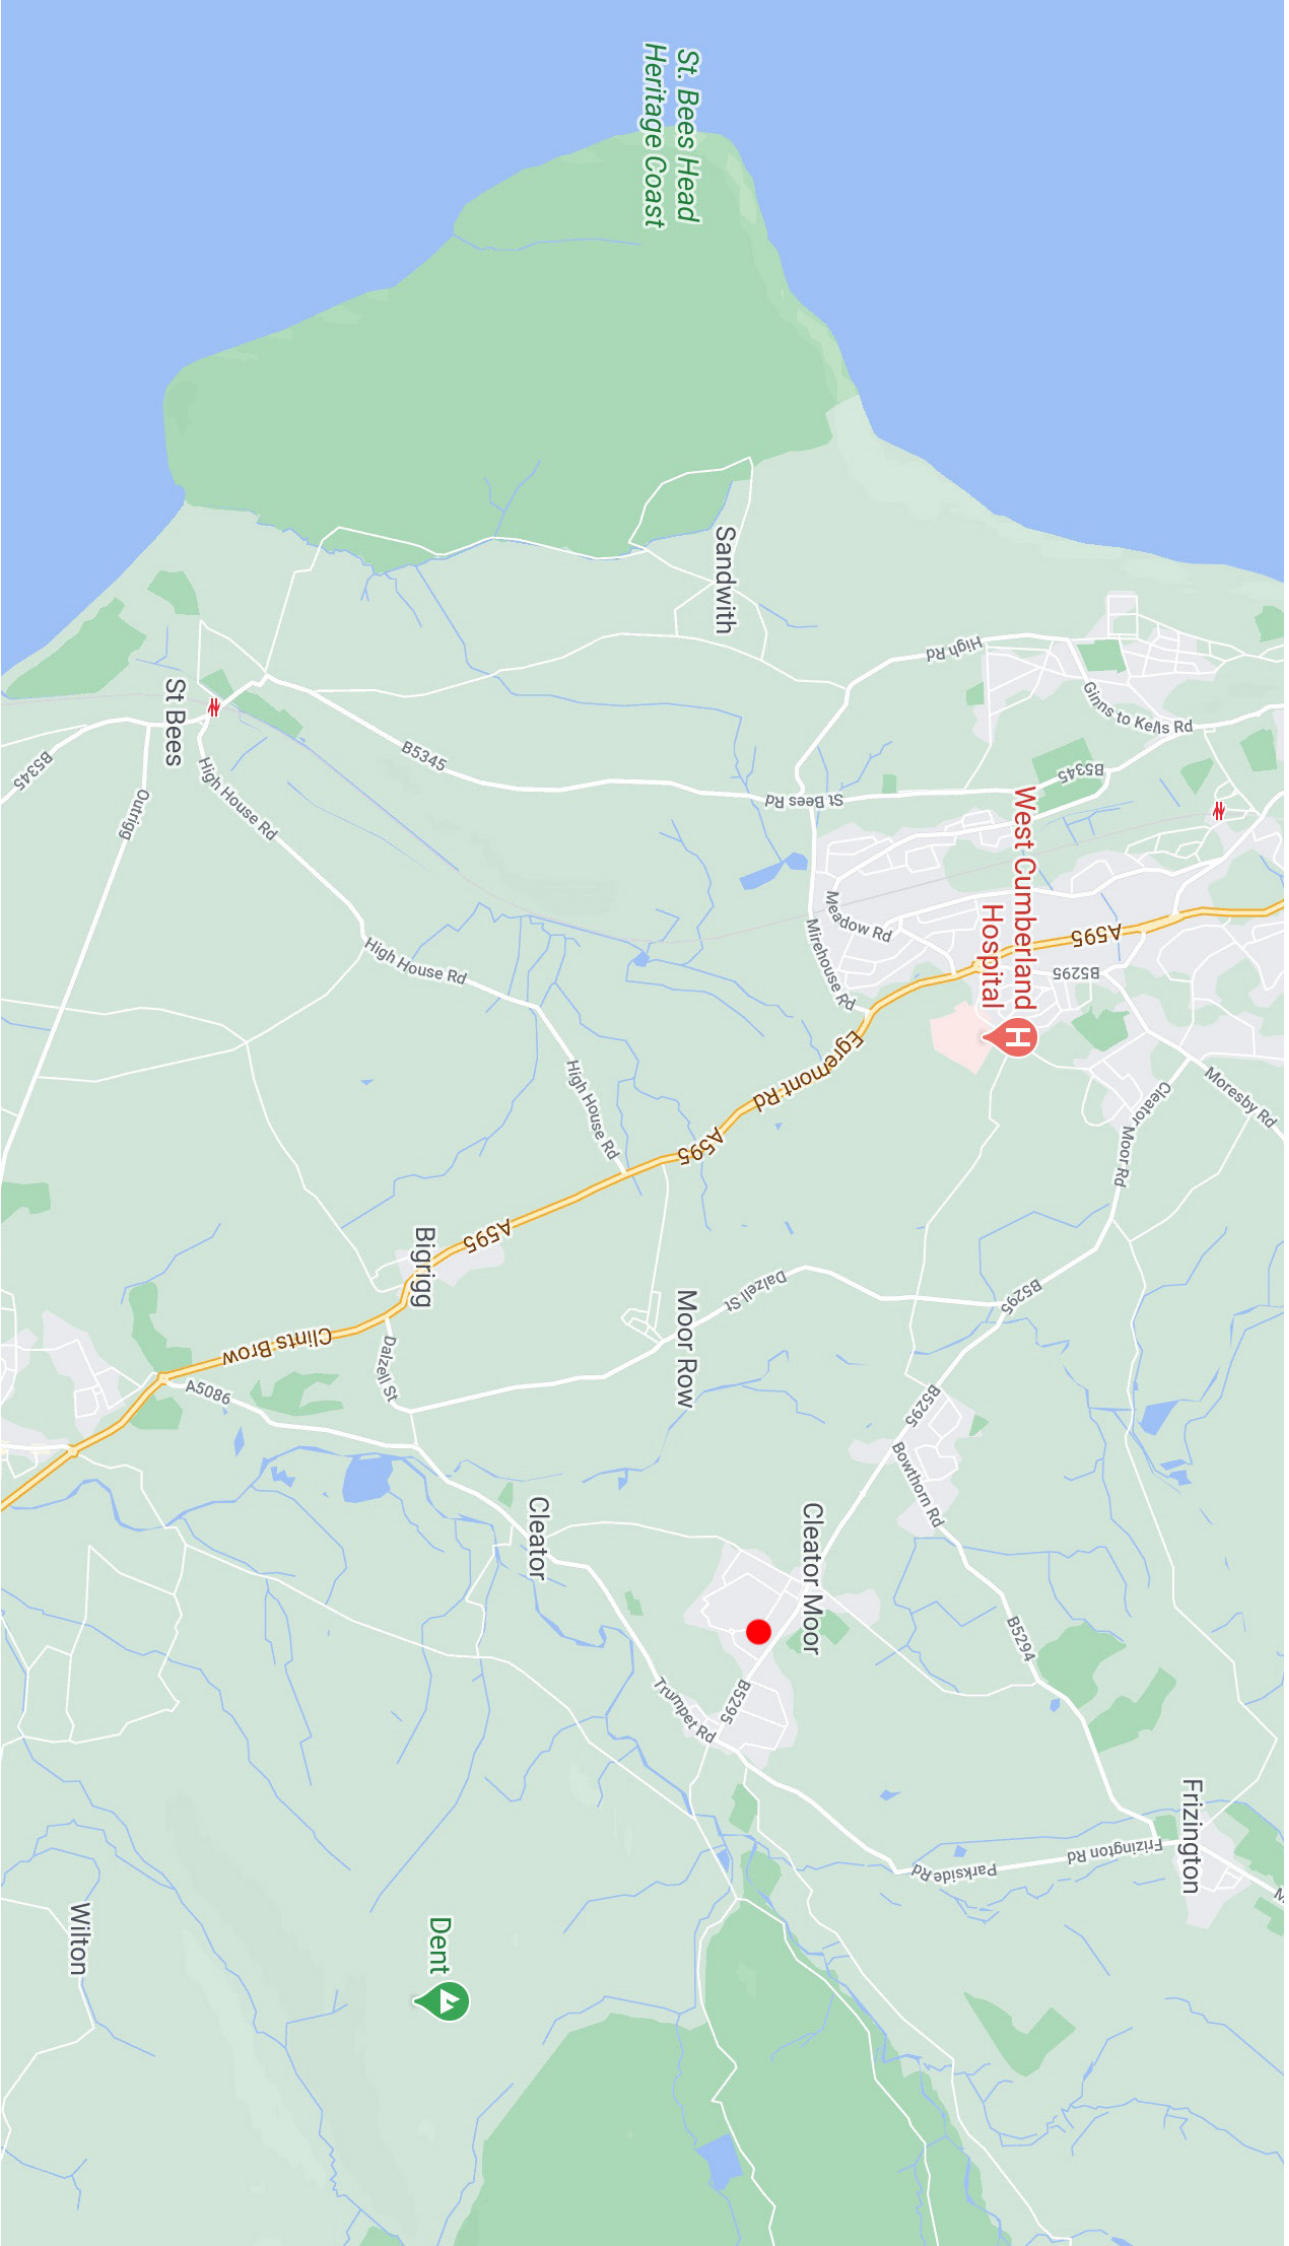 Frizington
Moresby Rd
Ginns to Kells Rd
Cleator Moor Rd
Frizington Rd
A595
B5345
B5295
West Cumberland
Hospital
H
B5295
B5294
High Rd
Parkside Rd
B5295
Bowthorn Rd
Meadow Rd
Mirehouse Rd
Egremont Rd
Cleator Moor
St Bees Rd
Dalzell St
B5295
Sandwith
A595
Trumpet Rd
St. Bees Head
Heritage Coast
Moor Row
High House Rd
Cleator
A595
Dent
Bigrigg
B5345
High House Rd
Dalzell St
Clints Brow
A5086
High House Rd
St Bees
Outrigg
Wilton
B5345